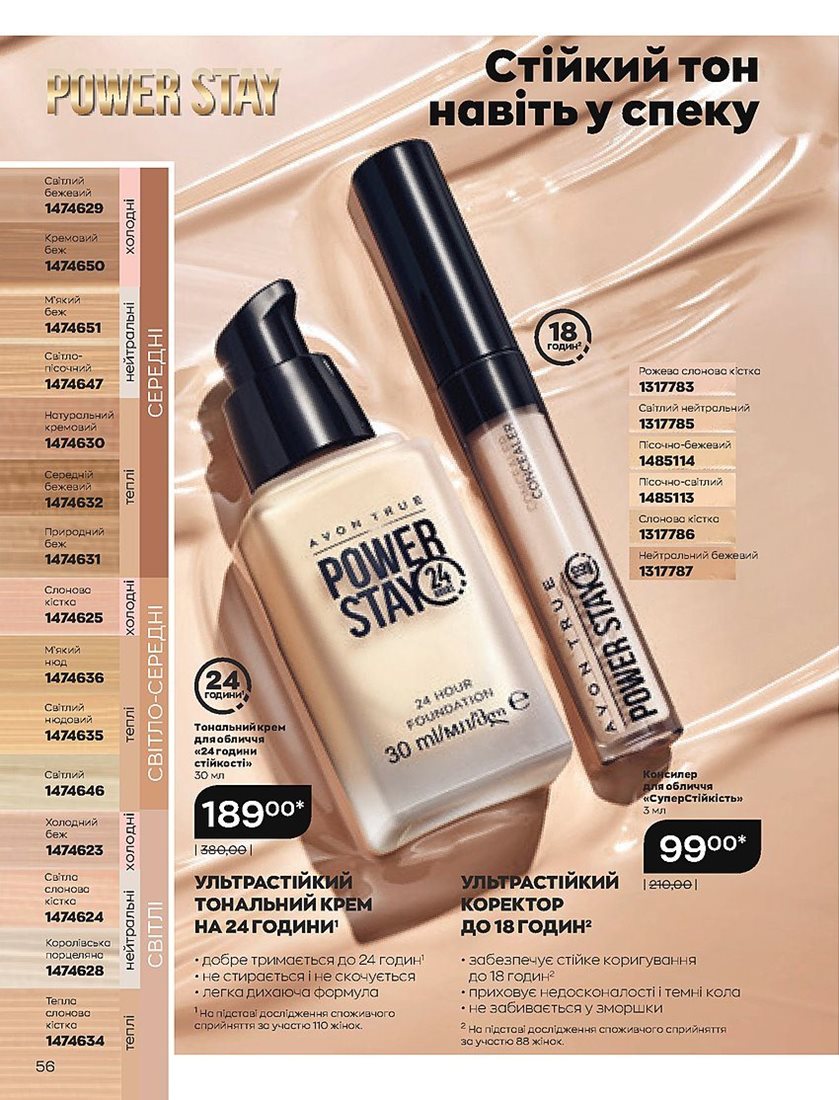 POWER STAY
Стійкий тон
навіть у спеку
Світлий
бежевий
1474629
Кремовий
беж
1474650
холодні
М'який
беж
1474651
Світло-
пісочний
1474647
нейтральні
Натуральний
кремовий
1474630
Середній
бежевий
1474632
Природний
беж
1474631
теплі
СЕРЕДНІ
Слонова
кістка
1474625
холодні
М'який
нюд
1474636
Світлий
нюдовий
1474635
Світлий
1474646
теплі
СВІТЛО-СЕРЕДНІ
Холодний
беж
1474623
холодні
Світла
слонова
кістка
1474624
Королівська
порцеляна
1474628
нейтральні
Тепла
слонова
кістка
1474634
теплі
СВІТЛІ
56
18
годин²
Рожева слонова кістка
1317783
Світлий нейтральний
1317785
Пісочно-бежевий
1485114
Пісочно-світлий
1485113
Слонова кістка
1317786
Нейтральний бежевий
1317787
AVON TRUE
POWER
STAY
24
24 HOUR
FOUNDATION
30 ml/мл
CONCEALER
AVON TRUE
POWER STAY
24
години¹
Тональний крем
для обличчя
«24 години
стійкості»
30 мл
189⁰⁰*
| 380,00 |
Консилер
для обличчя
«СуперСтійкість»
3 мл
99⁰⁰*
| 210,00 |
УЛЬТРАСТІЙКИЙ
ТОНАЛЬНИЙ КРЕМ
НА 24 ГОДИНИ¹
• добре тримається до 24 годин¹
• не стирається і не скочується
• легка дихаюча формула
¹ На підставі дослідження споживчого
сприйняття за участю 110 жінок.
УЛЬТРАСТІЙКИЙ
КОРЕКТОР
ДО 18 ГОДИН²
• забезпечує стійке коригування
до 18 годин²
• приховує недосконалості і темні кола
• не забивається у зморшки
² На підставі дослідження споживчого сприйняття
за участю 88 жінок.